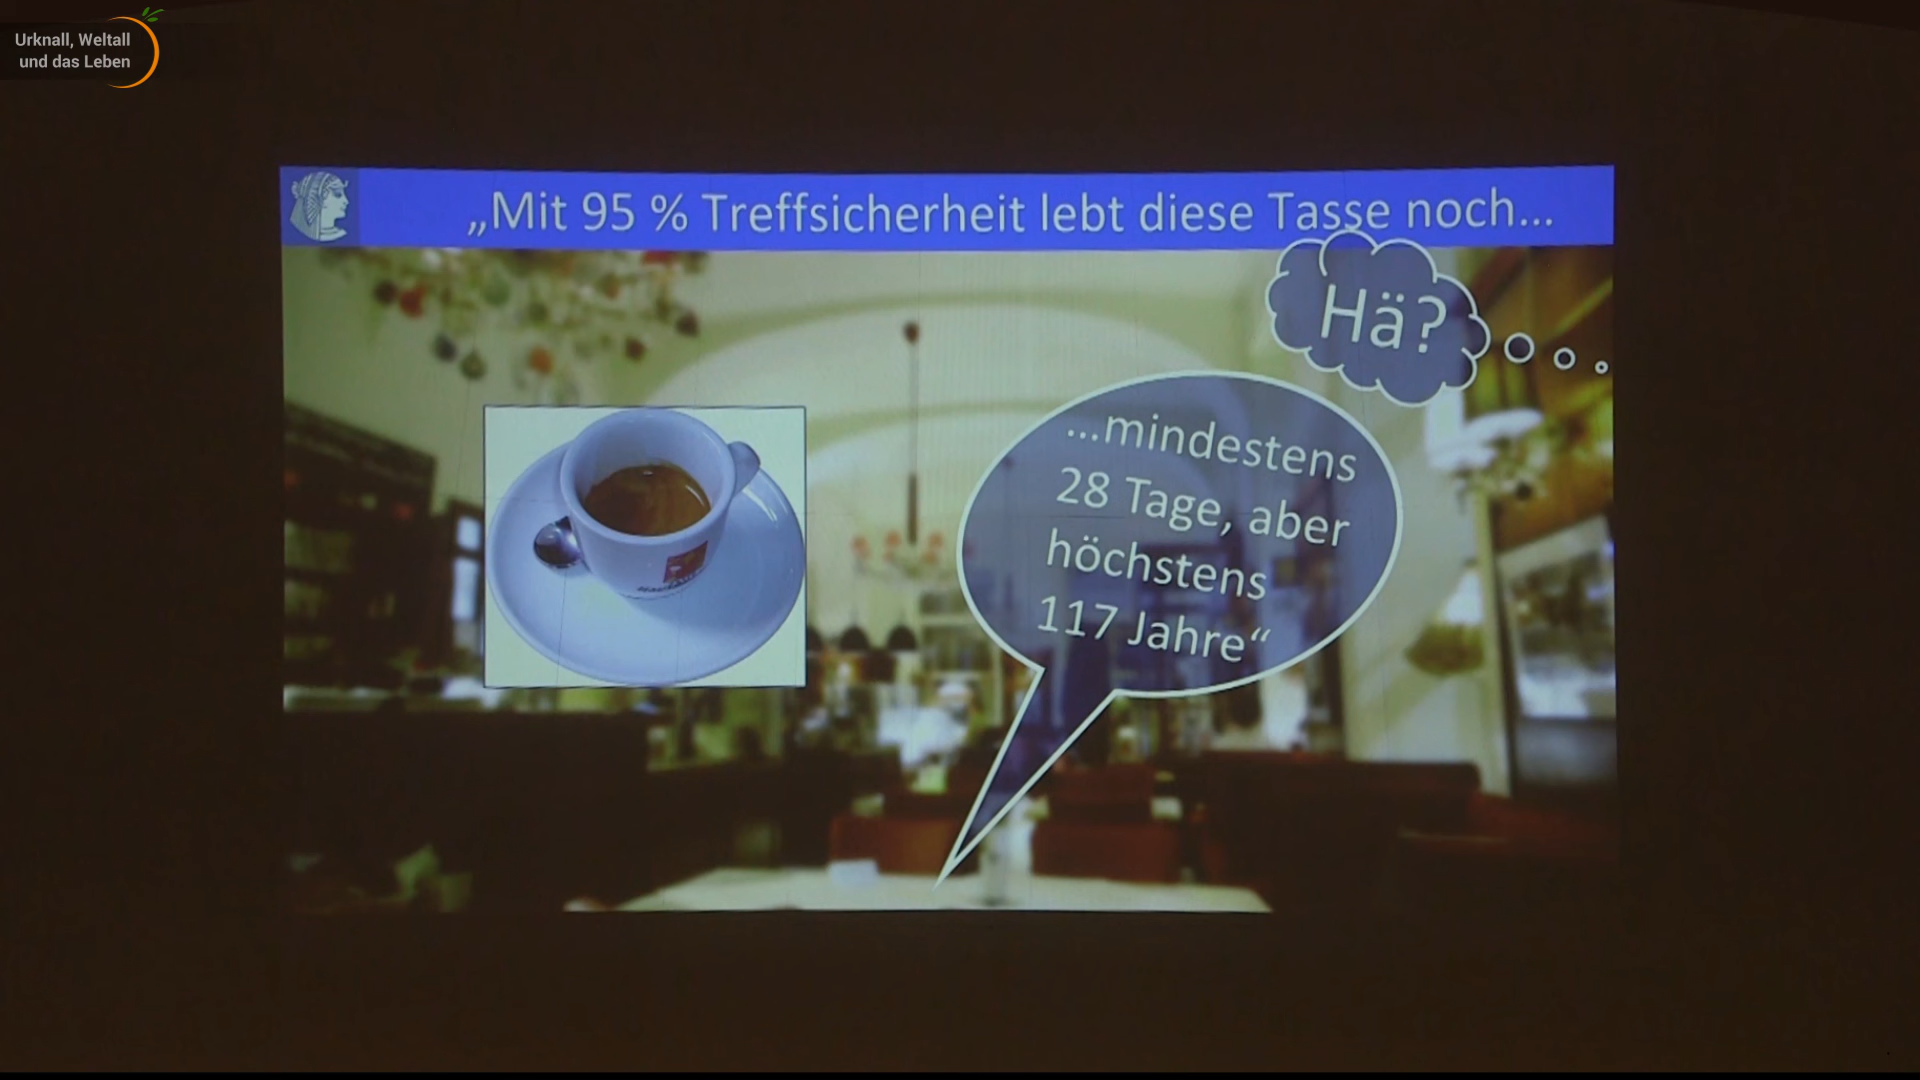 Urknall, Weltall
und das Leben
„Mit 95 % Treffsicherheit lebt diese Tasse noch...
Hä?
...mindestens
28 Tage, aber
höchstens
117 Jahre“